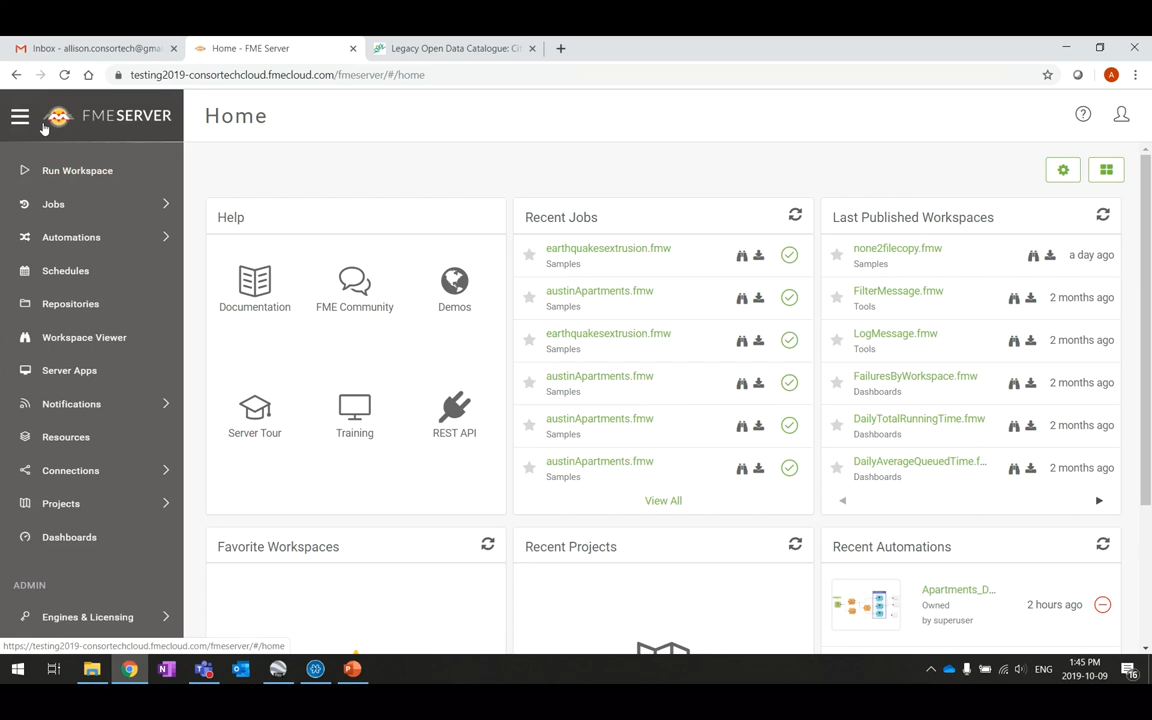 Inbox - allison.consortech@gmai
Home - FME Server
Legacy Open Data Catalogue: Cit
testing2019-consortechcloud.fmecloud.com/fmeserver/#/home
A
FMESERVER
Home
Run Workspace
Jobs
Automations
Schedules
Repositories
Workspace Viewer
Server Apps
Notifications
Resources
Connections
Projects
Dashboards
ADMIN
Engines & Licensing
https://testing2019-consortechcloud.fmecloud.com/fmeserver/#/home
Help
Documentation
FME Community
Demos
Server Tour
Training
REST API
Recent Jobs
earthquakesextrusion.fmw
Samples
austinApartments.fmw
Samples
earthquakesextrusion.fmw
Samples
austinApartments.fmw
Samples
austinApartments.fmw
Samples
austinApartments.fmw
Samples
View All
Last Published Workspaces
none2filecopy.fmw
Samples
a day ago
FilterMessage.fmw
Tools
2 months ago
LogMessage.fmw
Tools
2 months ago
FailuresByWorkspace.fmw
Dashboards
2 months ago
DailyTotalRunningTime.fmw
Dashboards
2 months ago
DailyAverageQueuedTime.f...
Dashboards
2 months ago
Favorite Workspaces
Recent Projects
Recent Automations
Apartments_D...
Owned
by superuser
2 hours ago
ENG
1:45 PM
2019-10-09
16